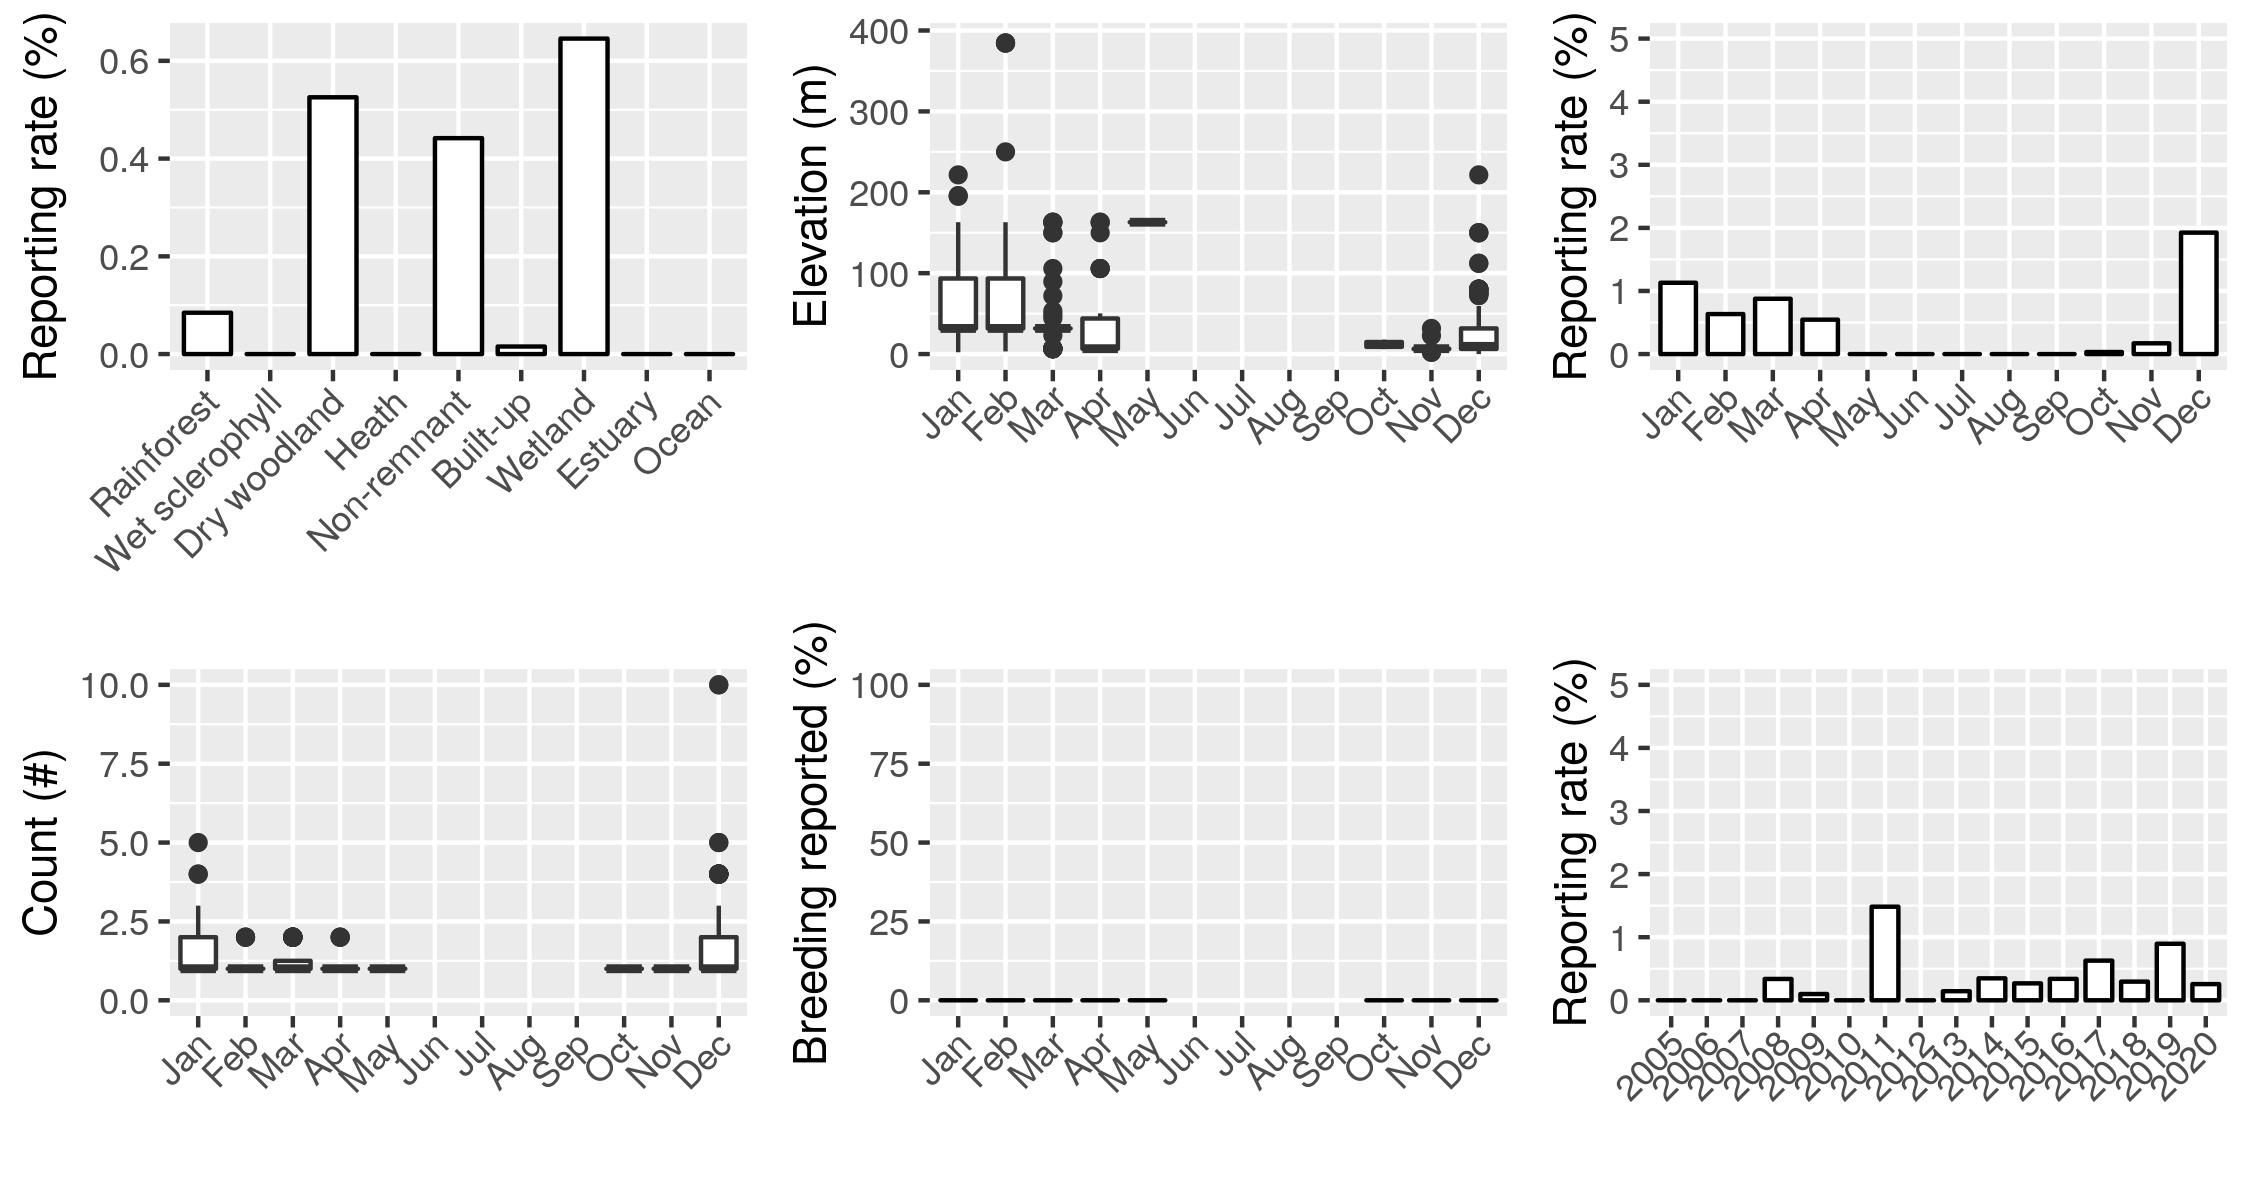 Reporting rate (%)
0.6
0.4
0.2
0.0
Rainforest
Wet sclerophyll
Dry woodland
Heath
Non-remnant
Built-up
Wetland
Estuary
Ocean
Elevation (m)
400
300
200
100
0
Jan
Feb
Mar
Apr
May
Jun
Jul
Aug
Sep
Oct
Nov
Dec
Reporting rate (%)
5
4
3
2
1
0
Jan
Feb
Mar
Apr
May
Jun
Jul
Aug
Sep
Oct
Nov
Dec
Count (#)
10.0
7.5
5.0
2.5
0.0
Jan
Feb
Mar
Apr
May
Jun
Jul
Aug
Sep
Oct
Nov
Dec
Breeding reported (%)
100
75
50
25
0
Jan
Feb
Mar
Apr
May
Jun
Jul
Aug
Sep
Oct
Nov
Dec
Reporting rate (%)
5
4
3
2
1
0
2005
2006
2007
2008
2009
2010
2011
2012
2013
2014
2015
2016
2017
2018
2019
2020